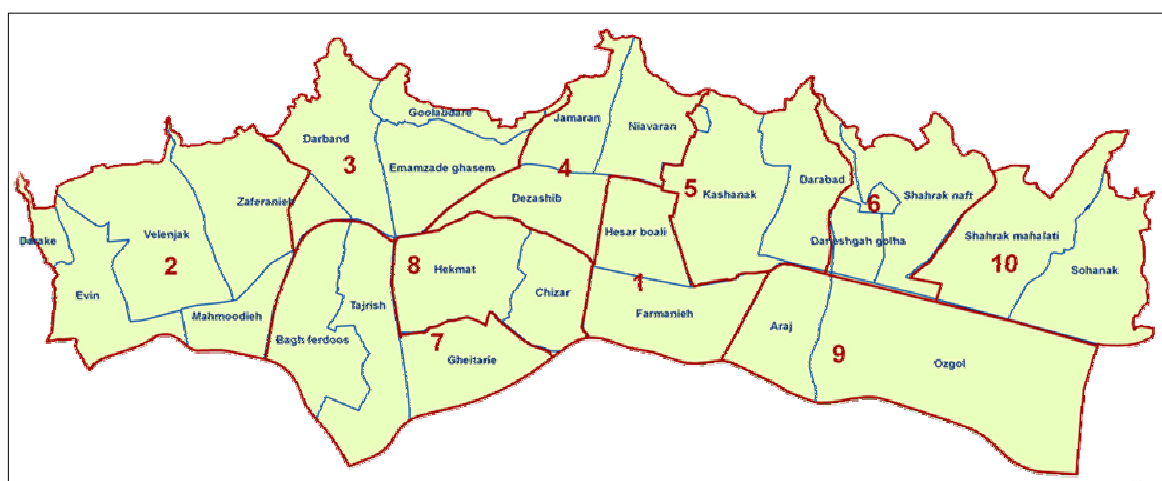 Goolabdare
Jamaran
Niavaran
Darband
3
Emamzade ghasem
4
5
Kashanak
Darabad
6
Shahrak naft
Zaferanieh
Dezashib
Velenjak
Darake
2
Hesar boali
Daneshgah golha
Shahrak mahalati
10
Sohanak
8
Hekmat
Evin
Chizar
1
Tajrish
Mahmoodieh
Farmanieh
Bagh ferdoos
7
Gheitarie
Araj
9
Ozgol